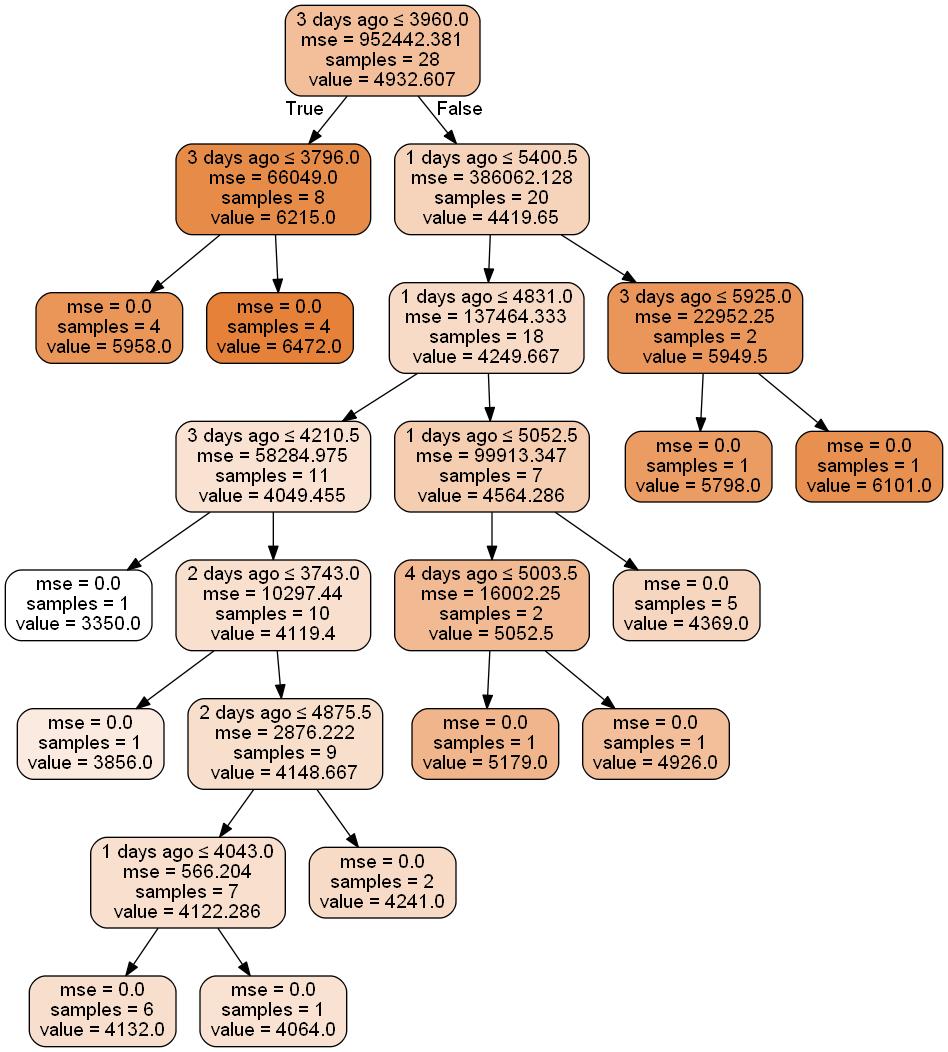 3 days ago ≤ 3960.0
mse = 952442.381
samples = 28
value = 4932.607
True
False
3 days ago ≤ 3796.0
mse = 66049.0
samples = 8
value = 6215.0
1 days ago ≤ 5400.5
mse = 386062.128
samples = 20
value = 4419.65
mse = 0.0
samples = 4
value = 5958.0
mse = 0.0
samples = 4
value = 6472.0
1 days ago ≤ 4831.0
mse = 137464.333
samples = 18
value = 4249.667
3 days ago ≤ 5925.0
mse = 22952.25
samples = 2
value = 5949.5
3 days ago ≤ 4210.5
mse = 58284.975
samples = 11
value = 4049.455
1 days ago ≤ 5052.5
mse = 99913.347
samples = 7
value = 4564.286
mse = 0.0
samples = 1
value = 5798.0
mse = 0.0
samples = 1
value = 6101.0
mse = 0.0
samples = 1
value = 3350.0
2 days ago ≤ 3743.0
mse = 10297.44
samples = 10
value = 4119.4
4 days ago ≤ 5003.5
mse = 16002.25
samples = 2
value = 5052.5
mse = 0.0
samples = 5
value = 4369.0
mse = 0.0
samples = 1
value = 3856.0
2 days ago ≤ 4875.5
mse = 2876.222
samples = 9
value = 4148.667
mse = 0.0
samples = 1
value = 5179.0
mse = 0.0
samples = 1
value = 4926.0
1 days ago ≤ 4043.0
mse = 566.204
samples = 7
value = 4122.286
mse = 0.0
samples = 2
value = 4241.0
mse = 0.0
samples = 6
value = 4132.0
mse = 0.0
samples = 1
value = 4064.0